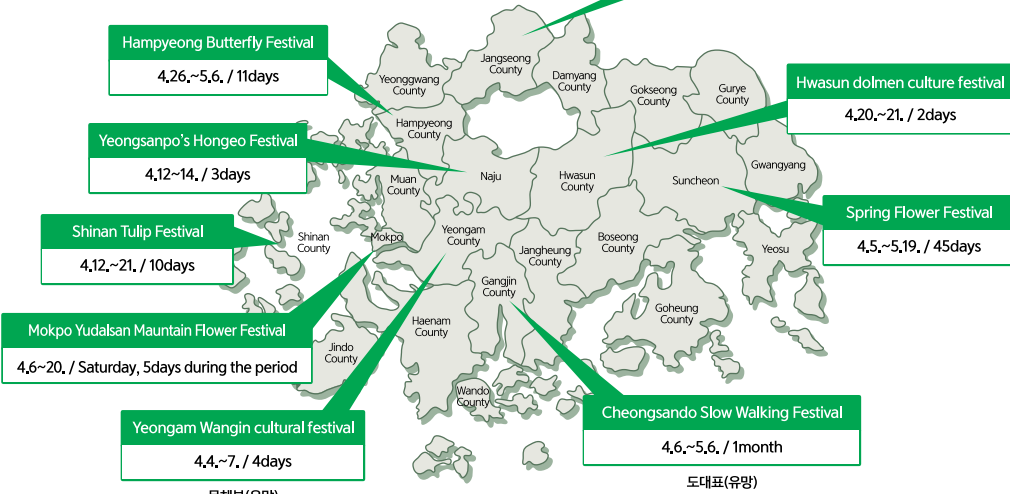 Hampyeong Butterfly Festival
4.26.~5.6. / 11days
Jangseong
County
Yeonggwang
County
Damyang
County
Gokseong
County
Gurye
County
Hwasun dolmen culture festival
4.20.~21. / 2days
Hampyeong
County
Yeongsanpo's Hongeo Festival
4.12~14. / 3days
Muan
County
Naju
Hwasun
County
Suncheon
Gwangyang
Spring Flower Festival
4.5.~5.19. / 45days
Shinan Tulip Festival
4.12.~21. / 10days
Shinan
County
Mokpo
Yeongam
County
Jangheung
County
Boseong
County
Yeosu
Gangjin
County
Goheung
County
Mokpo Yudalsan Mauntain Flower Festival
4.6~20. / Saturday, 5days during the period
Haenam
County
Jindo
County
Wando
County
Yeongam Wangin cultural festival
4.4.~7. / 4days
Cheongsando Slow Walking Festival
4.6.~5.6. / 1month
도대표(유망)